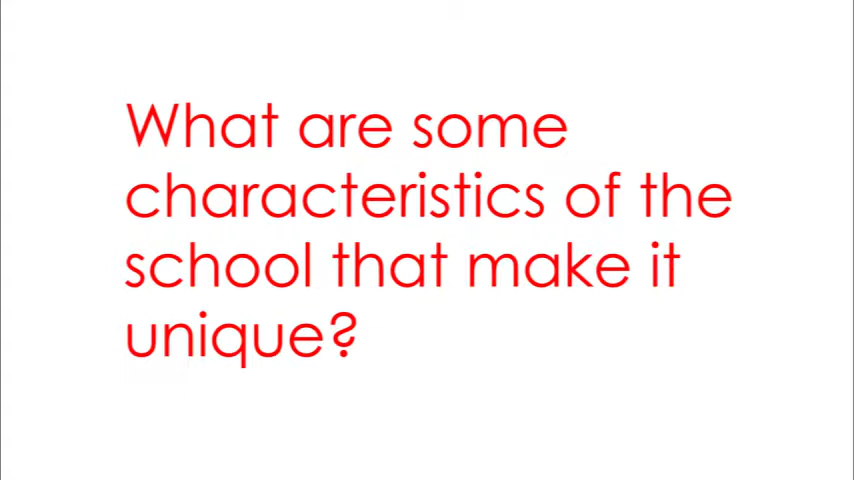 What are some
characteristics of the
school that make it
unique?